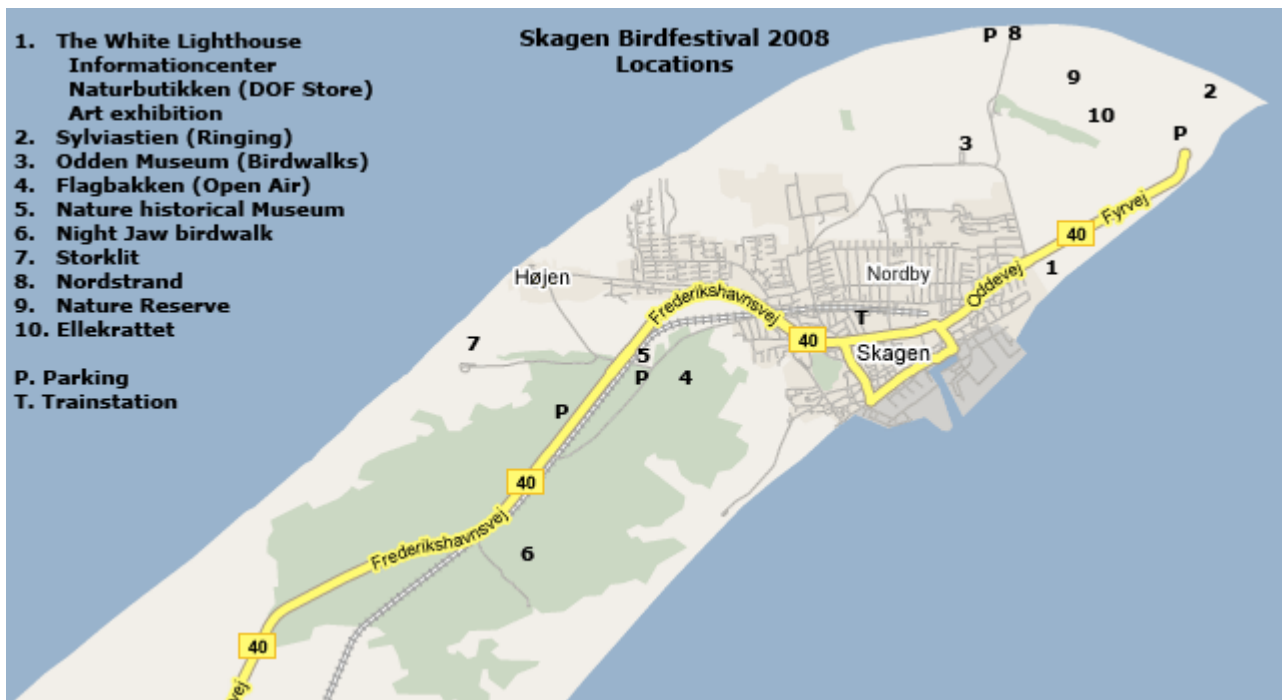 Skagen Birdfestival 2008
Locations
1. The White Lighthouse
Informationcenter
Naturbutikken (DOF Store)
Art exhibition
2. Sylviastien (Ringing)
3. Odden Museum (Birdwalks)
4. Flagbakken (Open Air)
5. Nature historical Museum
6. Night Jaw birdwalk
7. Storklit
8. Nordstrand
9. Nature Reserve
10. Ellekrattet
P. Parking
T. Trainstation
P 8
9
2
10
P
3
Fyrvej
40
1
Højen
Nordby
Oddevej
Frederikshavnsvej
T
40
Skagen
7
5
P
4
P
40
Frederikshavnsvej
6
40
vej